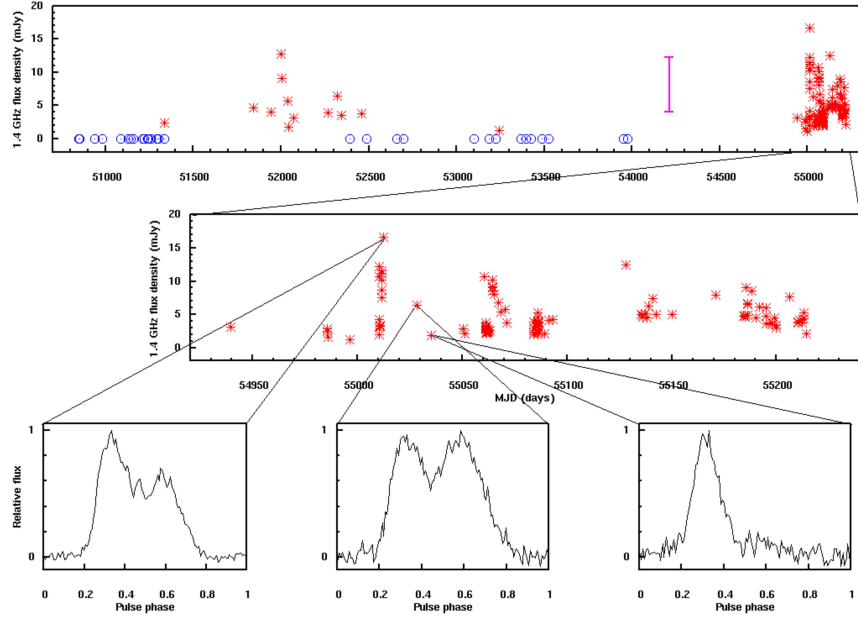 1.4 GHz flux density (mJy)
20
15
10
5
0
51000 51500 52000 52500 53000 53500 54000 54500 55000
1.4 GHz flux density (mJy)
20
15
10
5
0
54950 55000 55050 55100 55150 55200
MJD (days)
Relative flux
1
0
0 0.2 0.4 0.6 0.8 1
Pulse phase
1
0
0 0.2 0.4 0.6 0.8 1
Pulse phase
1
0
0 0.2 0.4 0.6 0.8 1
Pulse phase